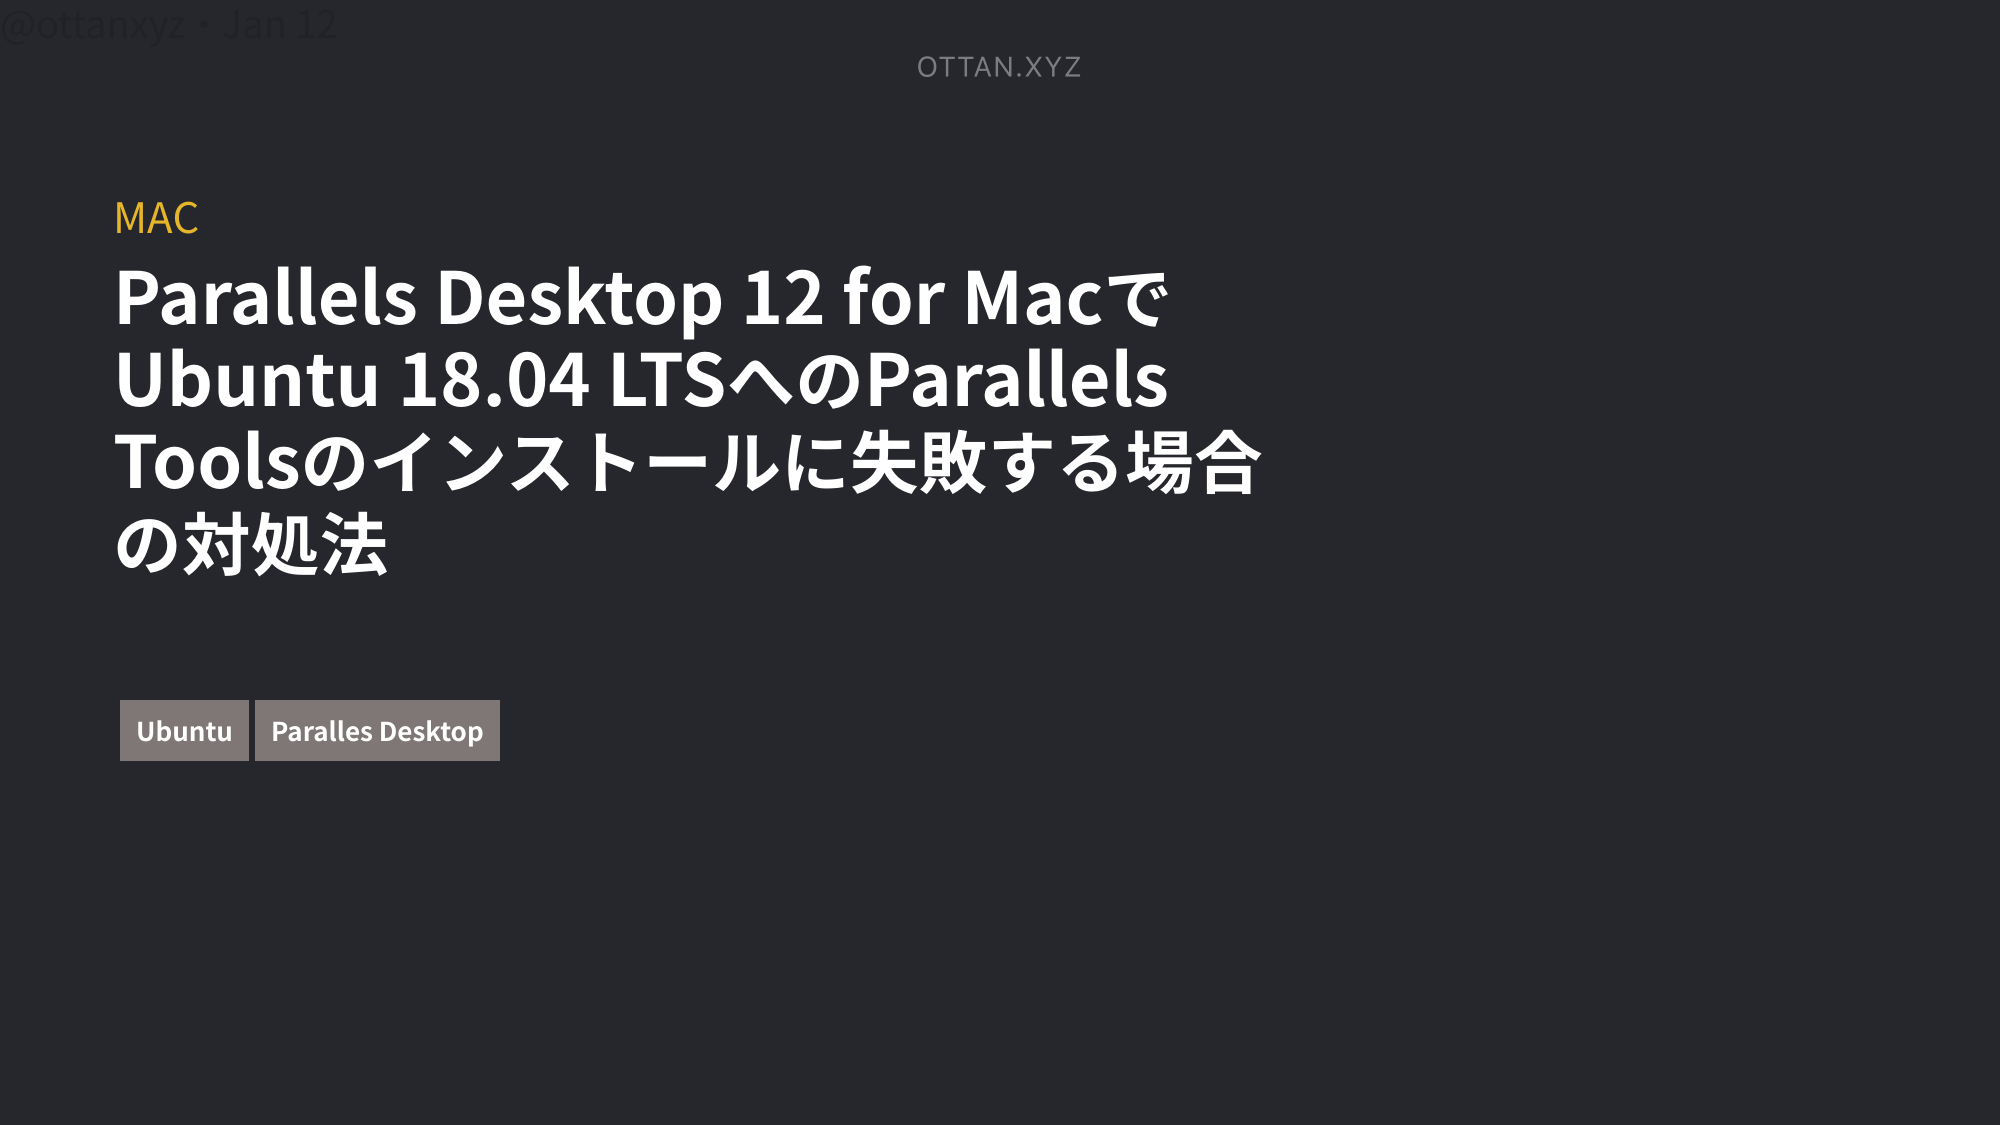 @ottanxyz・Jan 12
OTTAN.XYZ
MAC
Parallels Desktop 12 for Macで
Ubuntu 18.04 LTSへのParallels
Toolsのインストールに失敗する場合
の対処法
Ubuntu
Paralles Desktop